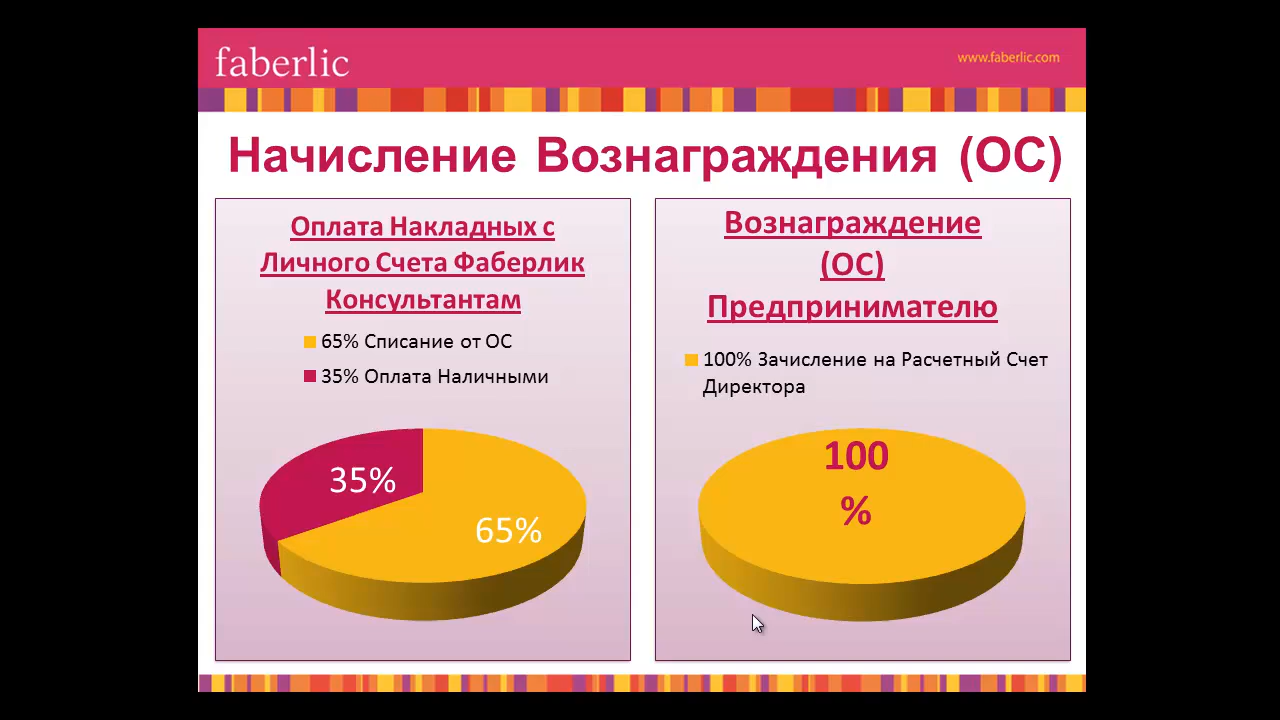 faberlic
www.faberlic.com
Начисление Вознаграждения (ОС)
Оплата Накладных с
Личного Счета Фаберлик
Консультантам
65% Списание от ОС
35% Оплата Наличными
35%
65%
Вознаграждение
(ОС)
Предпринимателю
100% Зачисление на Расчетный Счет
Директора
100
%